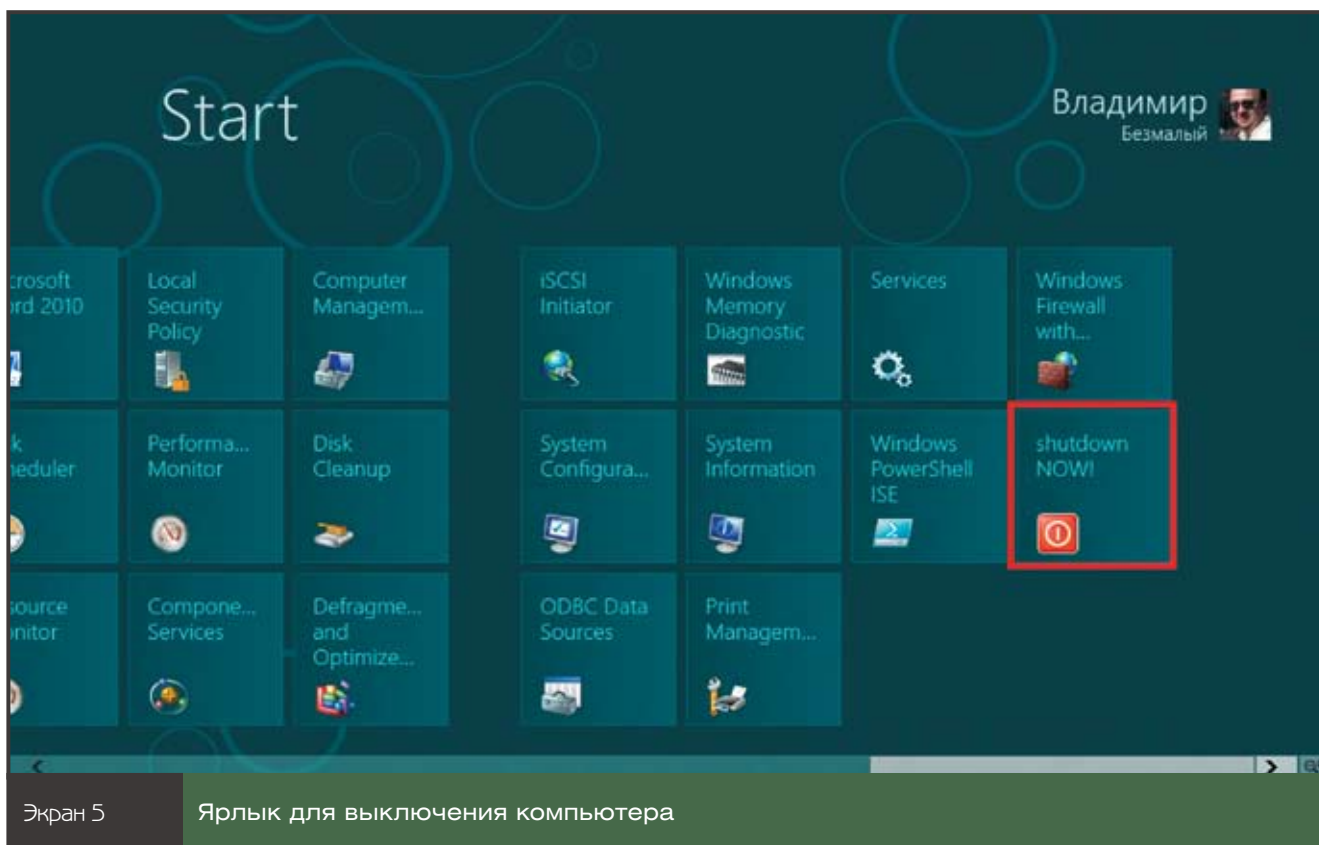 Start
Владимир
Безмалый
crosoft
ord 2010
Local
Security
Policy
Computer
Managem...
iSCSI
Initiator
Windows
Memory
Diagnostic
Services
Windows
Firewall
with...
k
heduler
Performa...
Monitor
Disk
Cleanup
System
Configura...
System
Information
Windows
PowerShell
ISE
shutdown
NOW!
source
nitor
Compone...
Services
Defragme...
and
Optimize...
ODBC Data
Sources
Print
Managem...
Экран 5
Ярлык для выключения компьютера